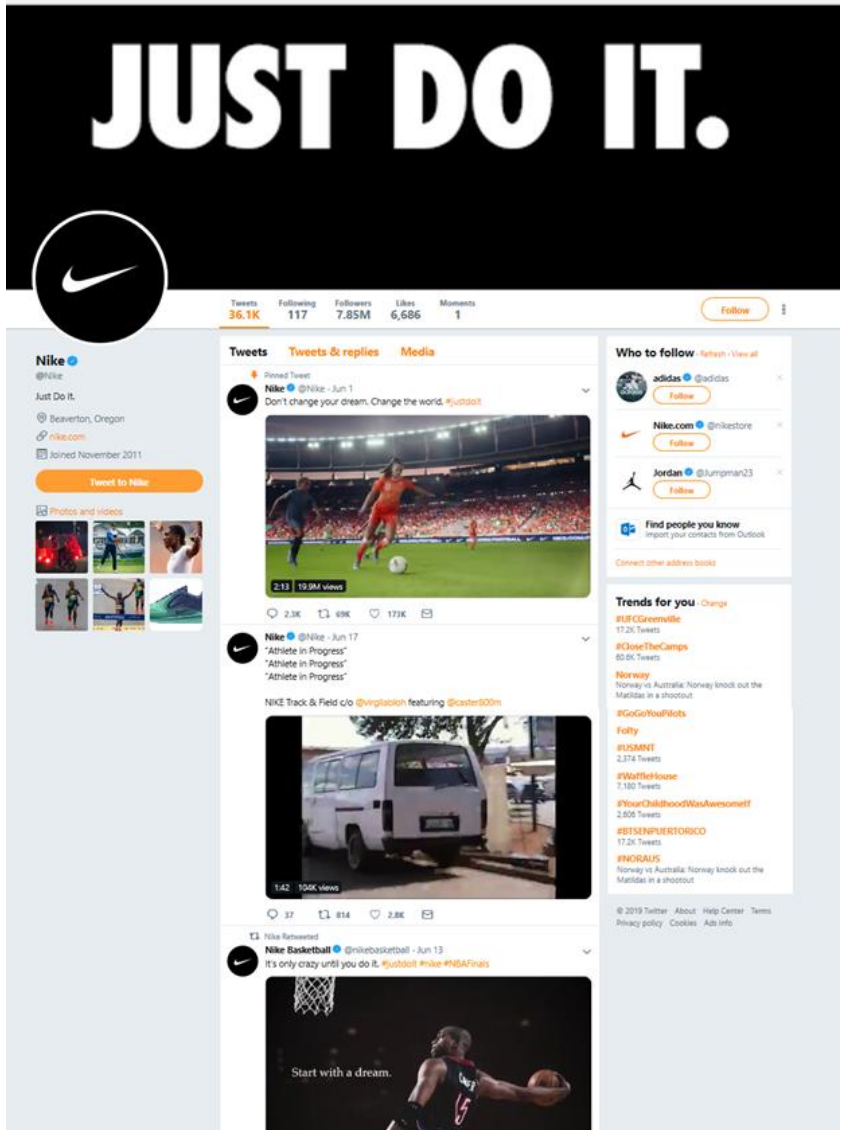 JUST DO IT.
Tweets Following Followers Likes Moments
36.1K 117 7.85M 6,686 1
Follow
Nike
@Nike
Just Do It.
Beaverton, Oregon
nike.com
Joined November 2011
Tweet to Nike
Photos and videos
Tweets Tweets & replies Media
Pinned Tweet
Nike @Nike - Jun 1
Don't change your dream. Change the world. #justdoit
2:13 19.9M views
2.3K 69K 173K
Nike @Nike - Jun 17
"Athlete in Progress"
"Athlete in Progress"
"Athlete in Progress"
NIKE Track & Field c/o @virgilabloh featuring @caster800m
1:42 104K views
37 814 2.8K
Nike Retweeted
Nike Basketball @nikebasketball - Jun 13
It's only crazy until you do it. #justdoit #nike #NBAFinals
Start with a dream.
15
Who to follow - Refresh - View all
adidas @adidas
Follow
Nike.com @nikestore
Follow
Jordan @Jumpman23
Follow
Find people you know
Import your contacts from Outlook
Connect other address books
Trends for you - Change
#UFCGreenville
17.2K Tweets
#CloseTheCamps
60.6K Tweets
Norway
Norway vs Australia: Norway knock out the
Matildas in a shootout
#GoGoYouPilots
Folty
#USMNT
2,374 Tweets
#WaffleHouse
7,180 Tweets
#YourChildhoodWasAwesomeIf
2,606 Tweets
#BTSENPUERTORICO
17.2K Tweets
#NORAUS
Norway vs Australia: Norway knock out the
Matildas in a shootout
© 2019 Twitter About Help Center Terms
Privacy policy Cookies Ads info